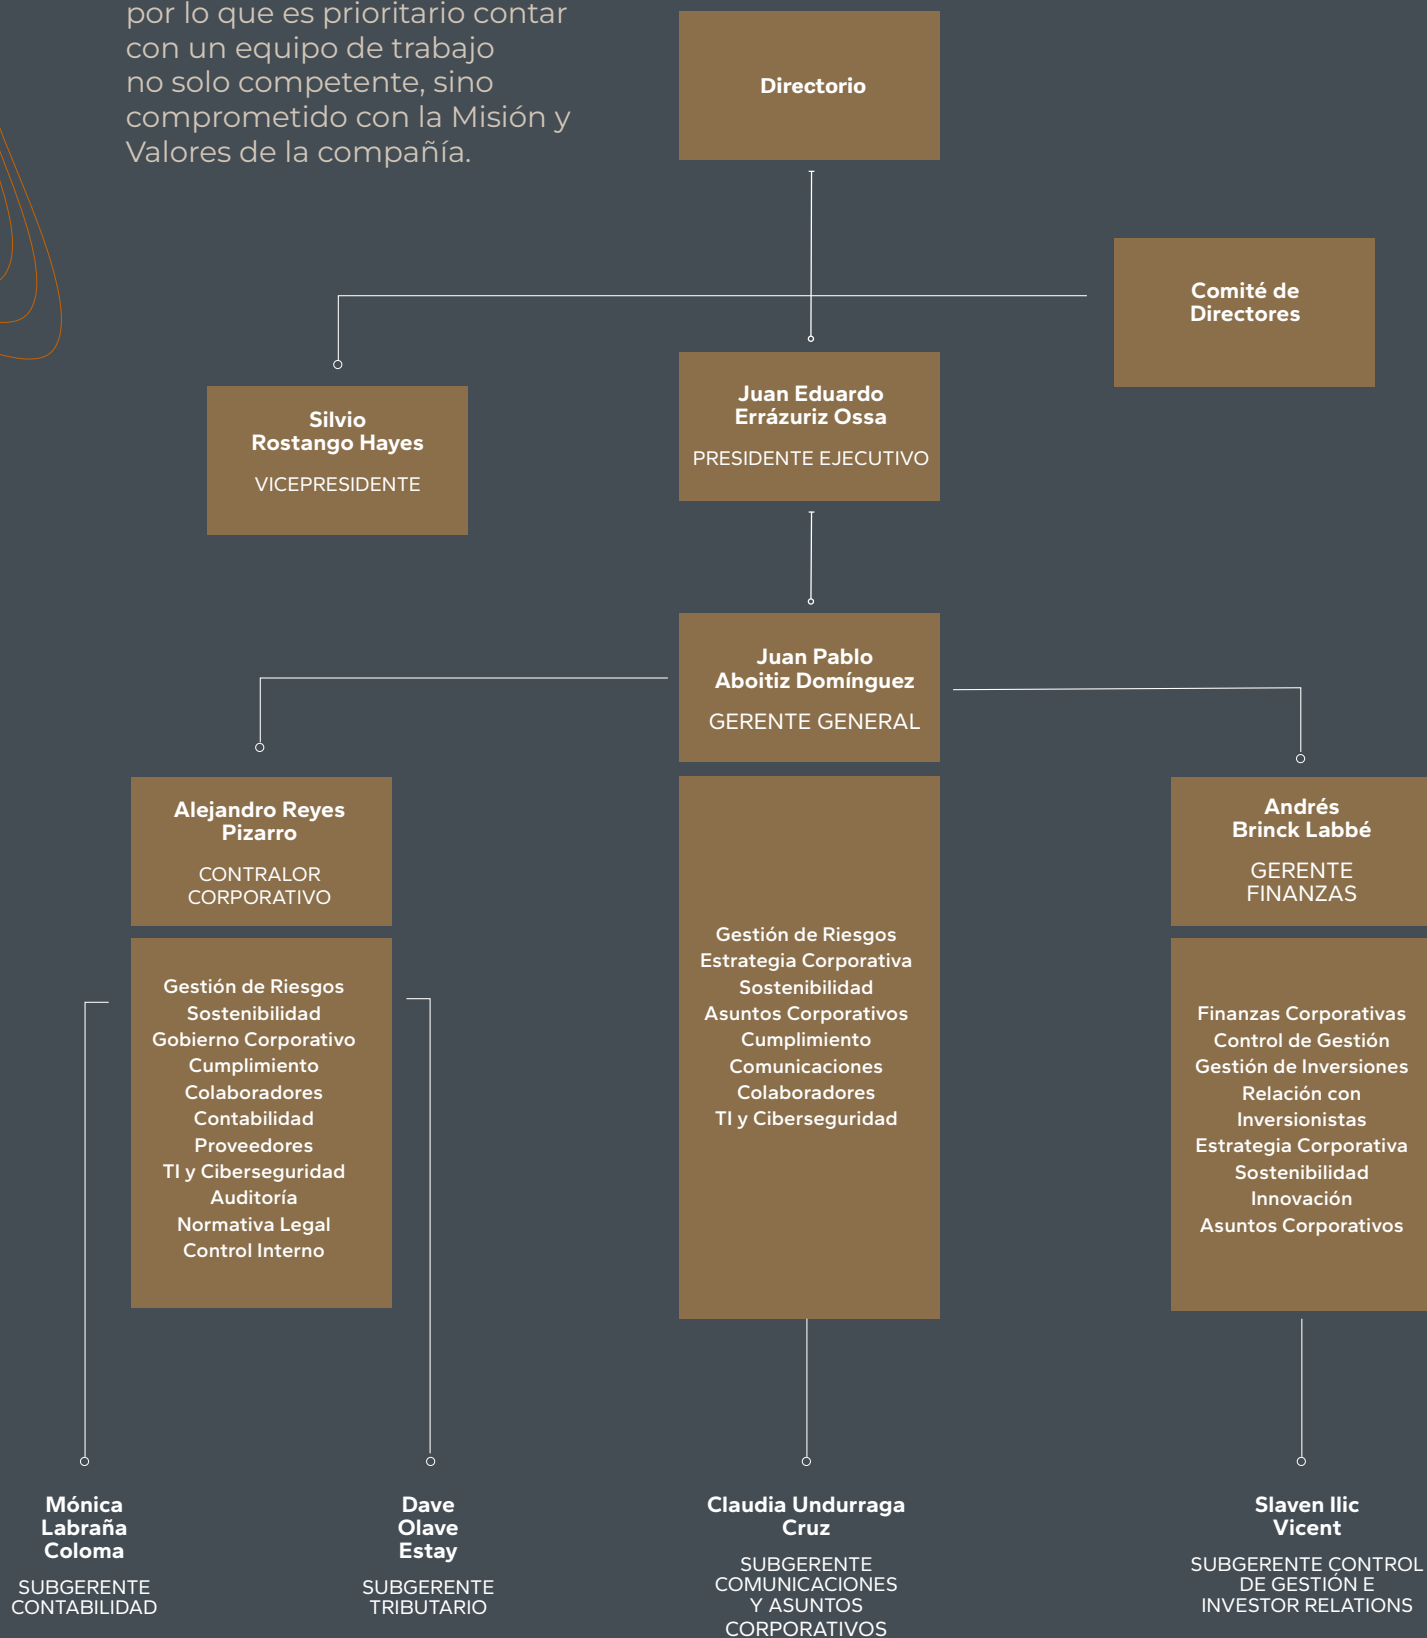 por lo que es prioritario contar
con un equipo de trabajo
no solo competente, sino
comprometido con la Misión y
Valores de la compañía.
Directorio
Comité de
Directores
Silvio
Rostango Hayes
VICEPRESIDENTE
Juan Eduardo
Errázuriz Ossa
PRESIDENTE EJECUTIVO
Juan Pablo
Aboitiz Domínguez
GERENTE GENERAL
Alejandro Reyes
Pizarro
CONTRALOR
CORPORATIVO
Gestión de Riesgos
Sostenibilidad
Gobierno Corporativo
Cumplimiento
Colaboradores
Contabilidad
Proveedores
TI y Ciberseguridad
Auditoría
Normativa Legal
Control Interno
Gestión de Riesgos
Estrategia Corporativa
Sostenibilidad
Asuntos Corporativos
Cumplimiento
Comunicaciones
Colaboradores
TI y Ciberseguridad
Andrés
Brinck Labbé
GERENTE
FINANZAS
Finanzas Corporativas
Control de Gestión
Gestión de Inversiones
Relación con
Inversionistas
Estrategia Corporativa
Sostenibilidad
Innovación
Asuntos Corporativos
Mónica
Labraña
Coloma
SUBGERENTE
CONTABILIDAD
Dave
Olave
Estay
SUBGERENTE
TRIBUTARIO
Claudia Undurraga
Cruz
SUBGERENTE
COMUNICACIONES
Y ASUNTOS
CORPORATIVOS
Slaven Ilic
Vicent
SUBGERENTE CONTROL
DE GESTIÓN E
INVESTOR RELATIONS